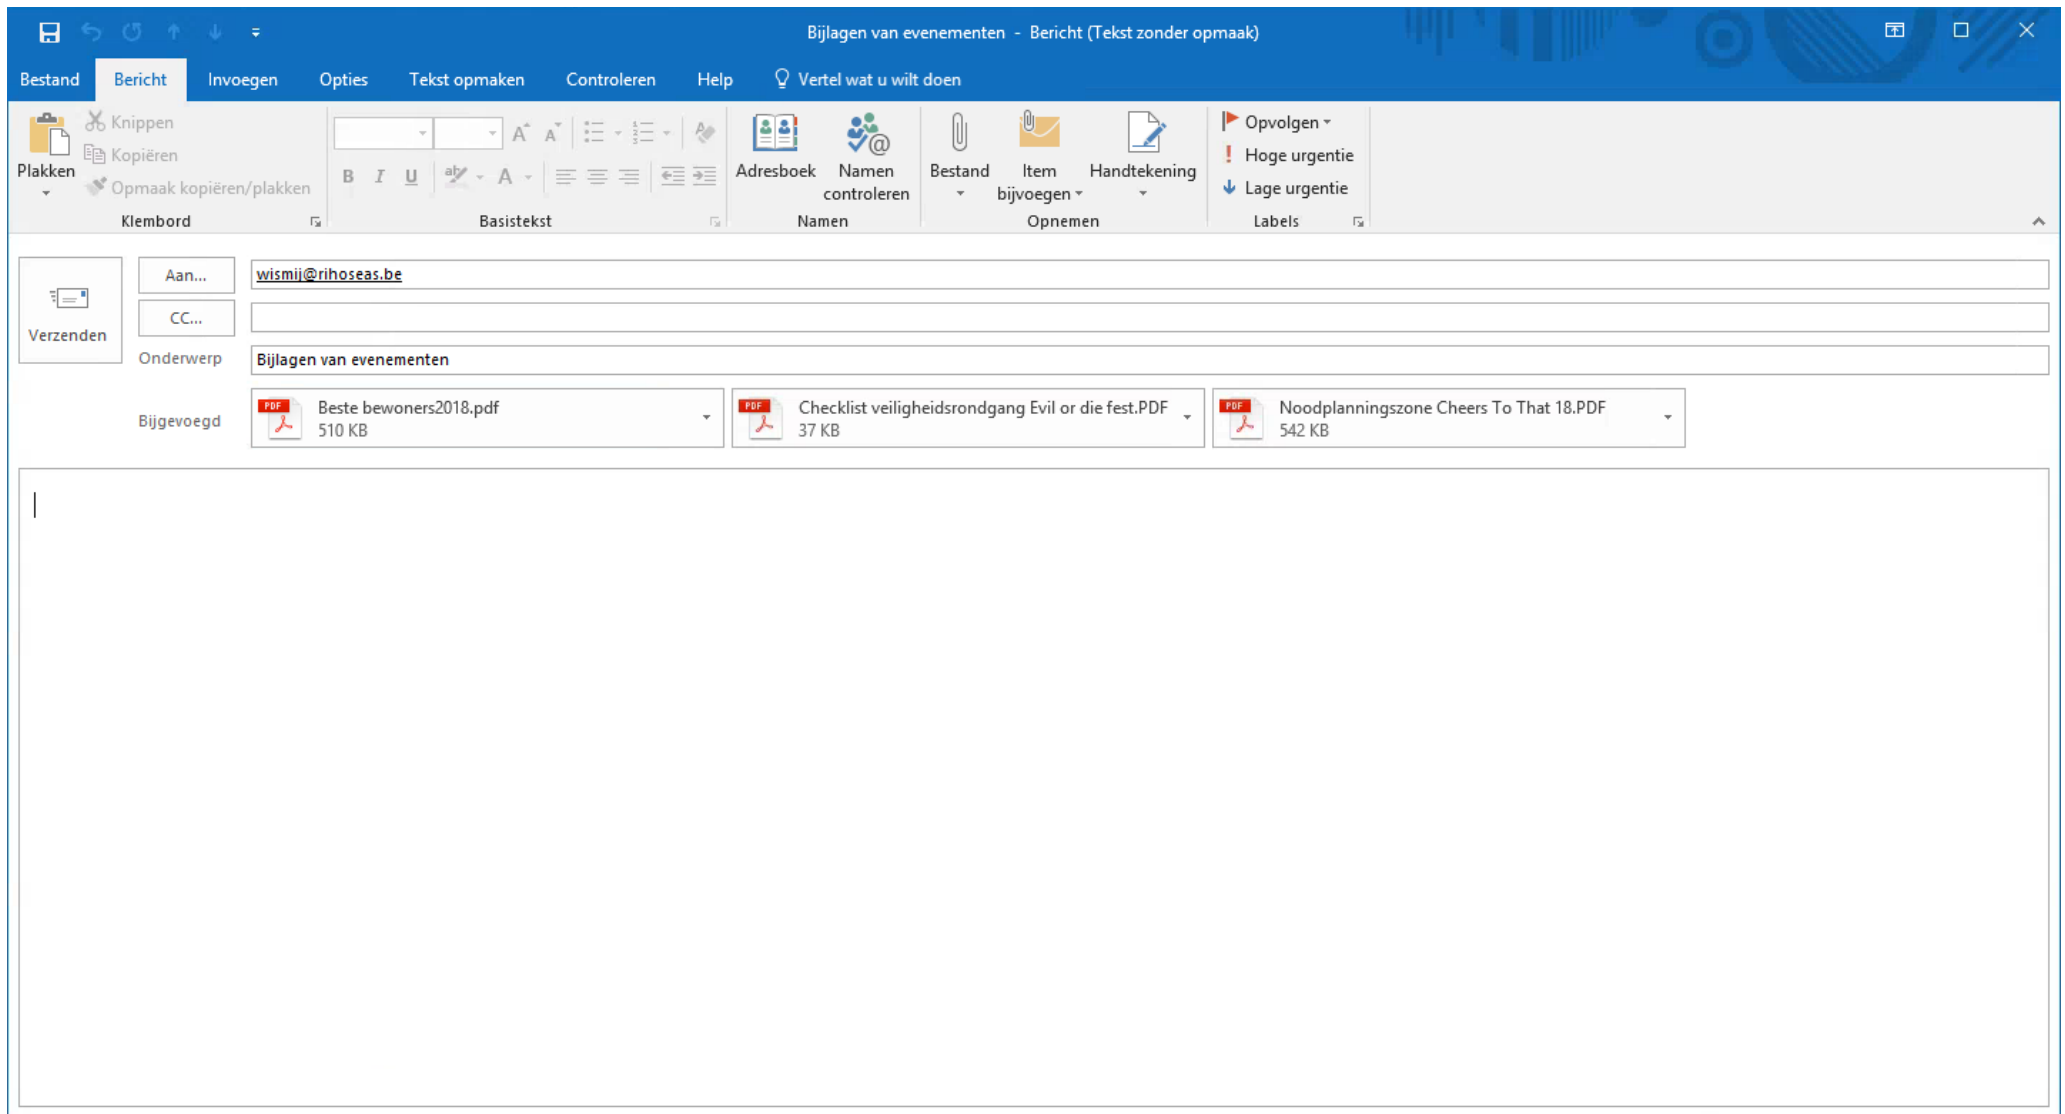 Bijlagen van evenementen - Bericht (Tekst zonder opmaak)
Bestand Bericht Invoegen Opties Tekst opmaken Controleren Help Vertel wat u wilt doen
Plakken
Knippen
Kopiëren
Opmaak kopiëren/plakken
Klembord
B I U
Basistekst
Adresboek
Namen
controleren
Namen
Bestand
Item
bijvoegen
Handtekening
Opnemen
Opvolgen
Hoge urgentie
Lage urgentie
Labels
Verzenden
Aan... wismij@rihoseas.be
CC...
Onderwerp Bijlagen van evenementen
Bijgevoegd
PDF Beste bewoners2018.pdf
510 KB
PDF Checklist veiligheidsrondgang Evil or die fest.PDF
37 KB
PDF Noodplanningszone Cheers To That 18.PDF
542 KB